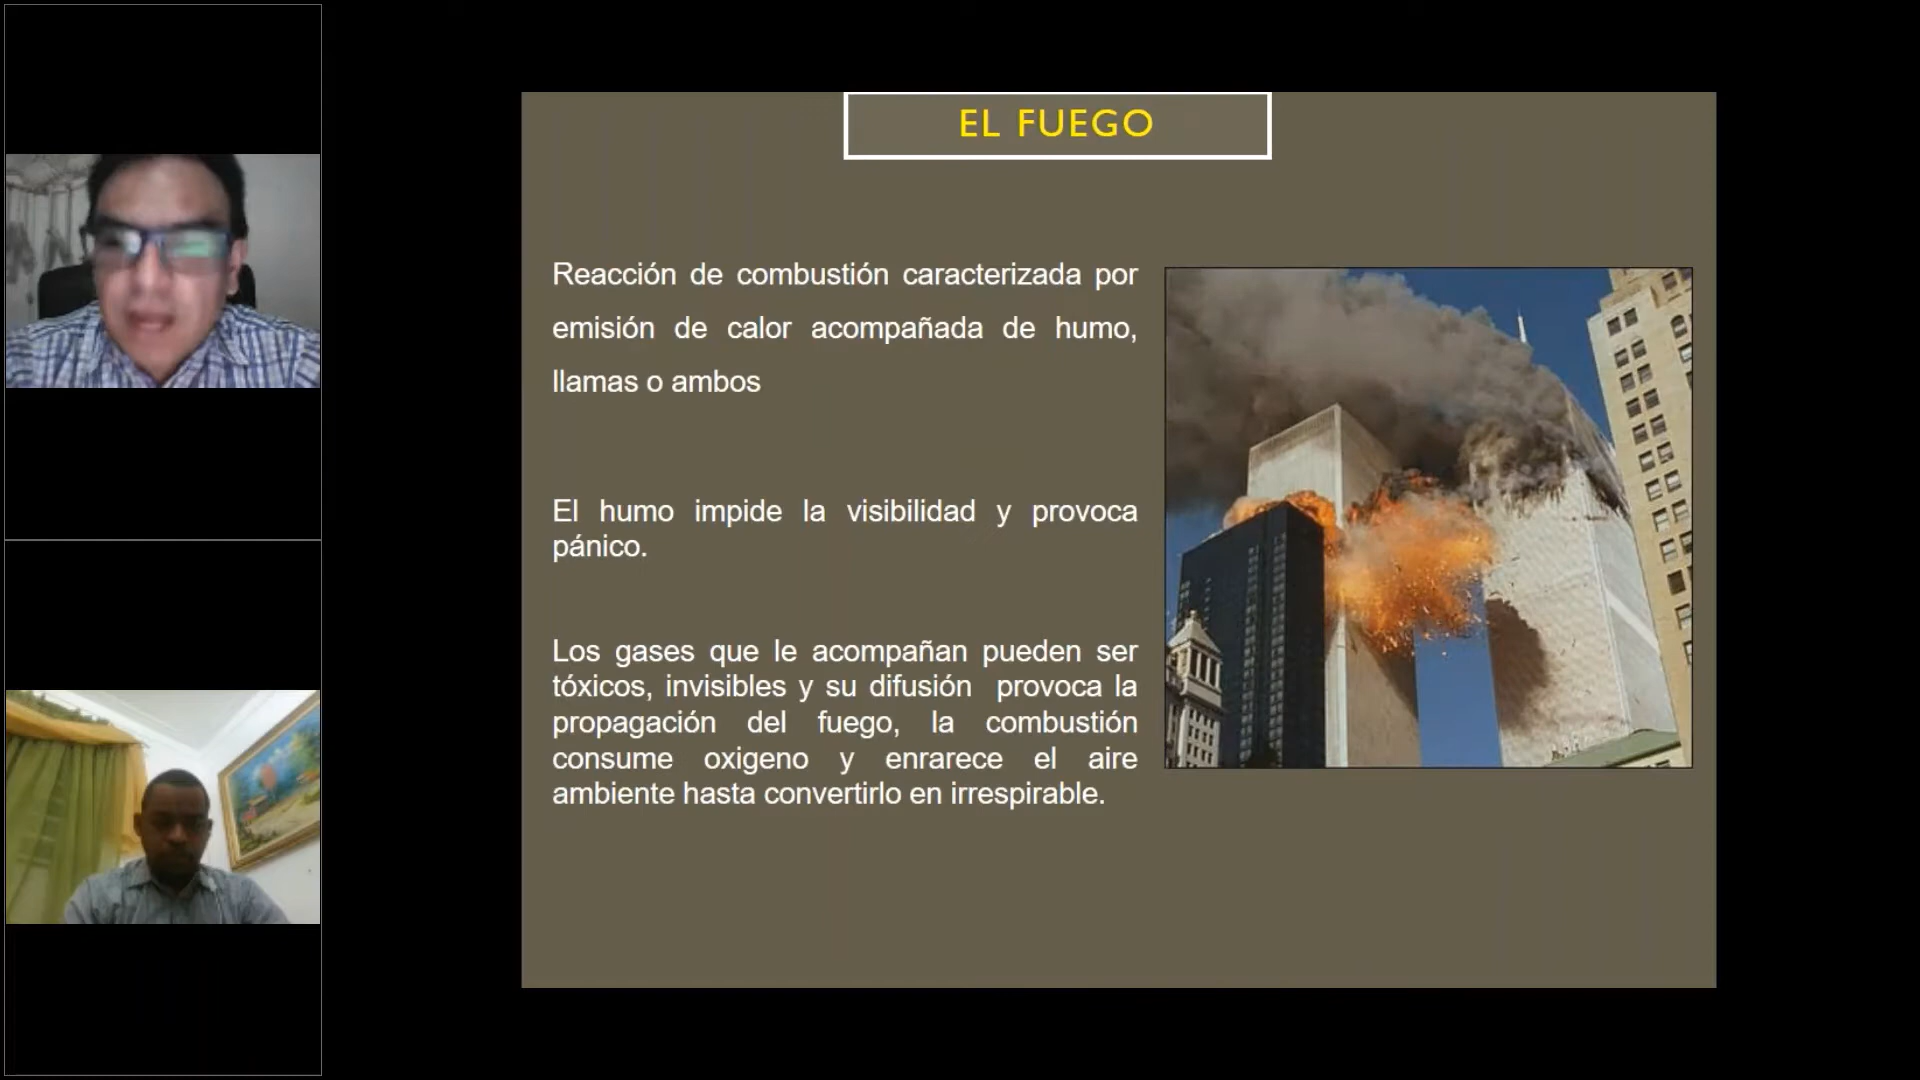 EL FUEGO
Reacción de combustión caracterizada por
emisión de calor acompañada de humo,
llamas o ambos
El humo impide la visibilidad y provoca
pánico.
Los gases que le acompañan pueden ser
tóxicos, invisibles y su difusión provoca la
propagación del fuego, la combustión
consume oxigeno y enrarece el aire
ambiente hasta convertirlo en irrespirable.